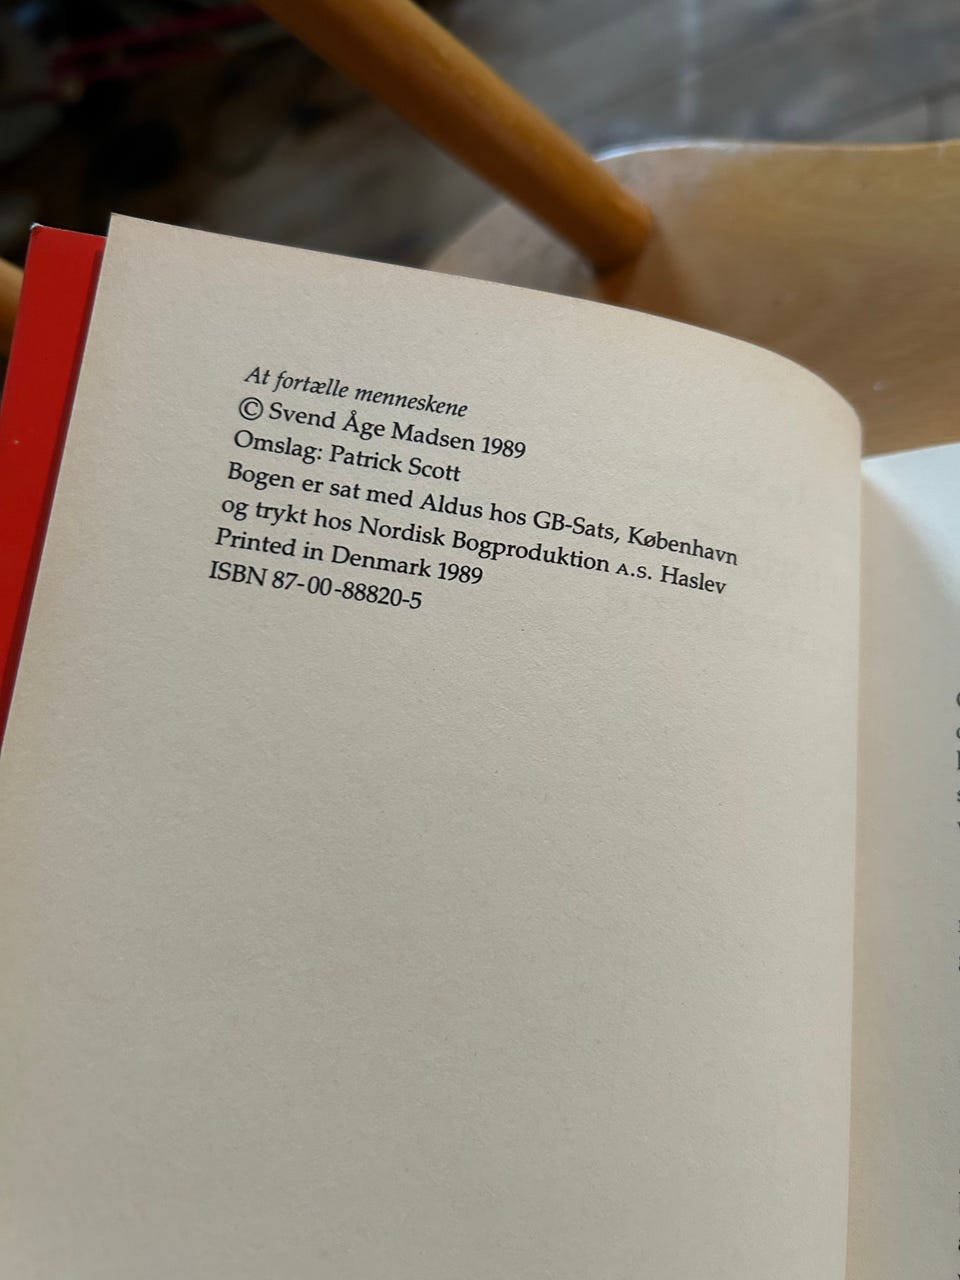 At fortælle menneskene
© Svend Åge Madsen 1989
Omslag: Patrick Scott
Bogen er sat med Aldus hos GB-Sats, København
og trykt hos Nordisk Bogproduktion A.S. Haslev
Printed in Denmark 1989
ISBN 87-00-88820-5